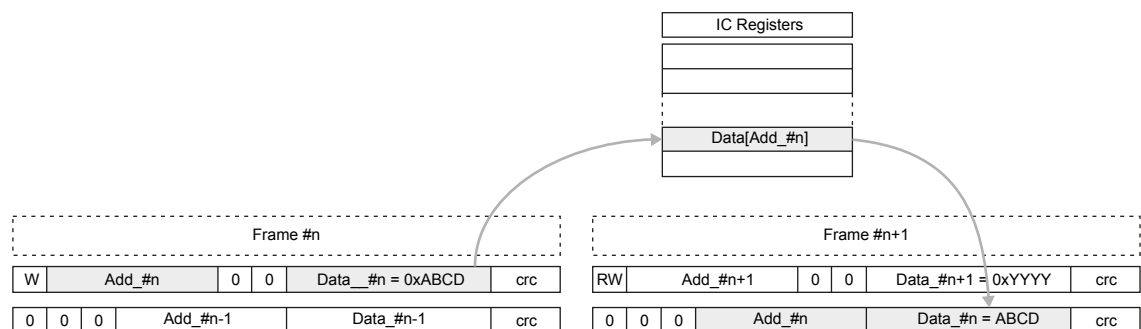 IC Registers
Data[Add_#n]
Frame #n
Frame #n+1
W Add_#n 0 0 Data__#n = 0xABCD crc
RW Add_#n+1 0 0 Data_#n+1 = 0xYYYY crc
0 0 0 Add_#n-1 Data_#n-1 crc
0 0 0 Add_#n Data_#n = ABCD crc